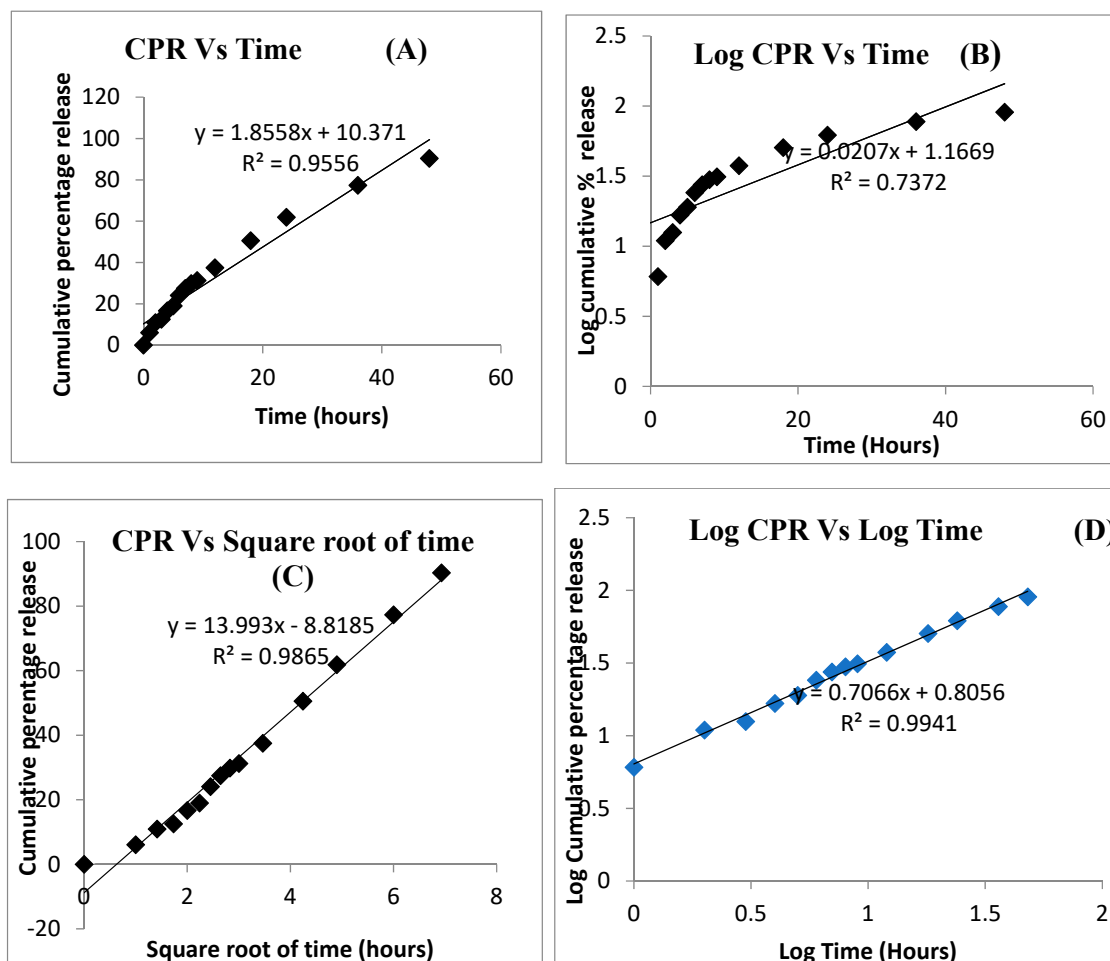 CPR Vs Time (A)
Cumulative percentage release
120
100
80
60
40
20
0
y = 1.8558x + 10.371
R² = 0.9556
0 20 40 60
Time (hours)
Log CPR Vs Time (B)
Log cumulative % release
2.5
2
1.5
1
0.5
0
y = 0.0207x + 1.1669
R² = 0.7372
0 20 40 60
Time (Hours)
CPR Vs Square root of time
(C)
Cumulative perentage release
100
80
60
40
20
0
-20
y = 13.993x - 8.8185
R² = 0.9865
0 2 4 6 8
Square root of time (hours)
Log CPR Vs Log Time (D)
Log Cumulative percentage release
2.5
2
1.5
1
0.5
0
y = 0.7066x + 0.8056
R² = 0.9941
0 0.5 1 1.5 2
Log Time (Hours)